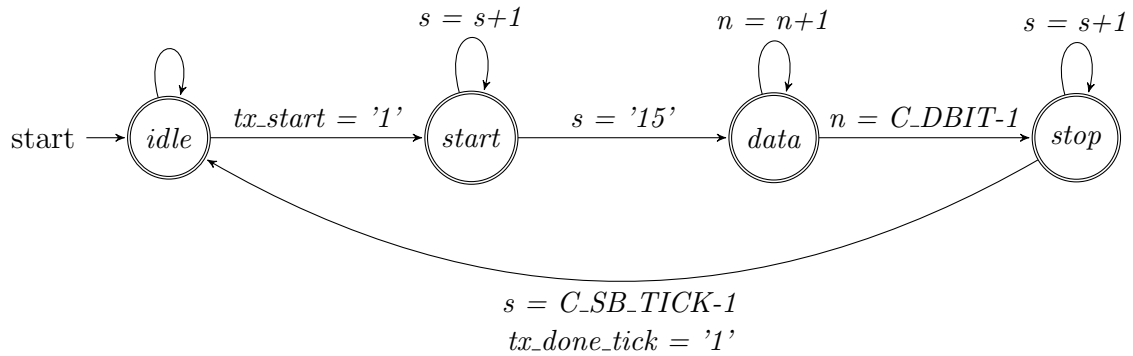 s = s+1
n = n+1
s = s+1
start
idle
tx_start = '1'
start
s = '15'
data
n = C_DBIT-1
stop
s = C_SB_TICK-1
tx_done_tick = '1'